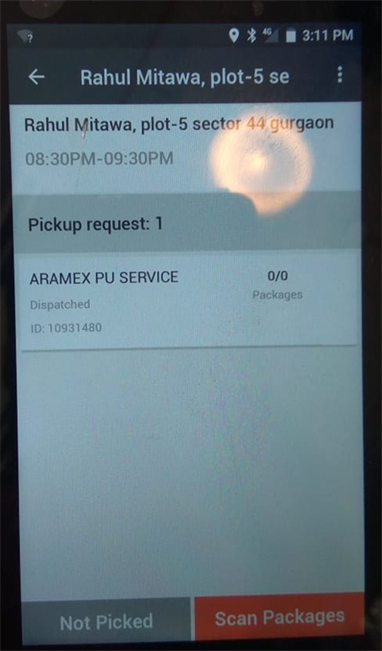 ? 4G 3:11 PM
Rahul Mitawa, plot-5 se
Rahul Mitawa, plot-5 sector 44 gurgaon
08:30PM-09:30PM
Pickup request: 1
ARAMEX PU SERVICE 0/0
Dispatched Packages
ID: 10931480
Not Picked Scan Packages